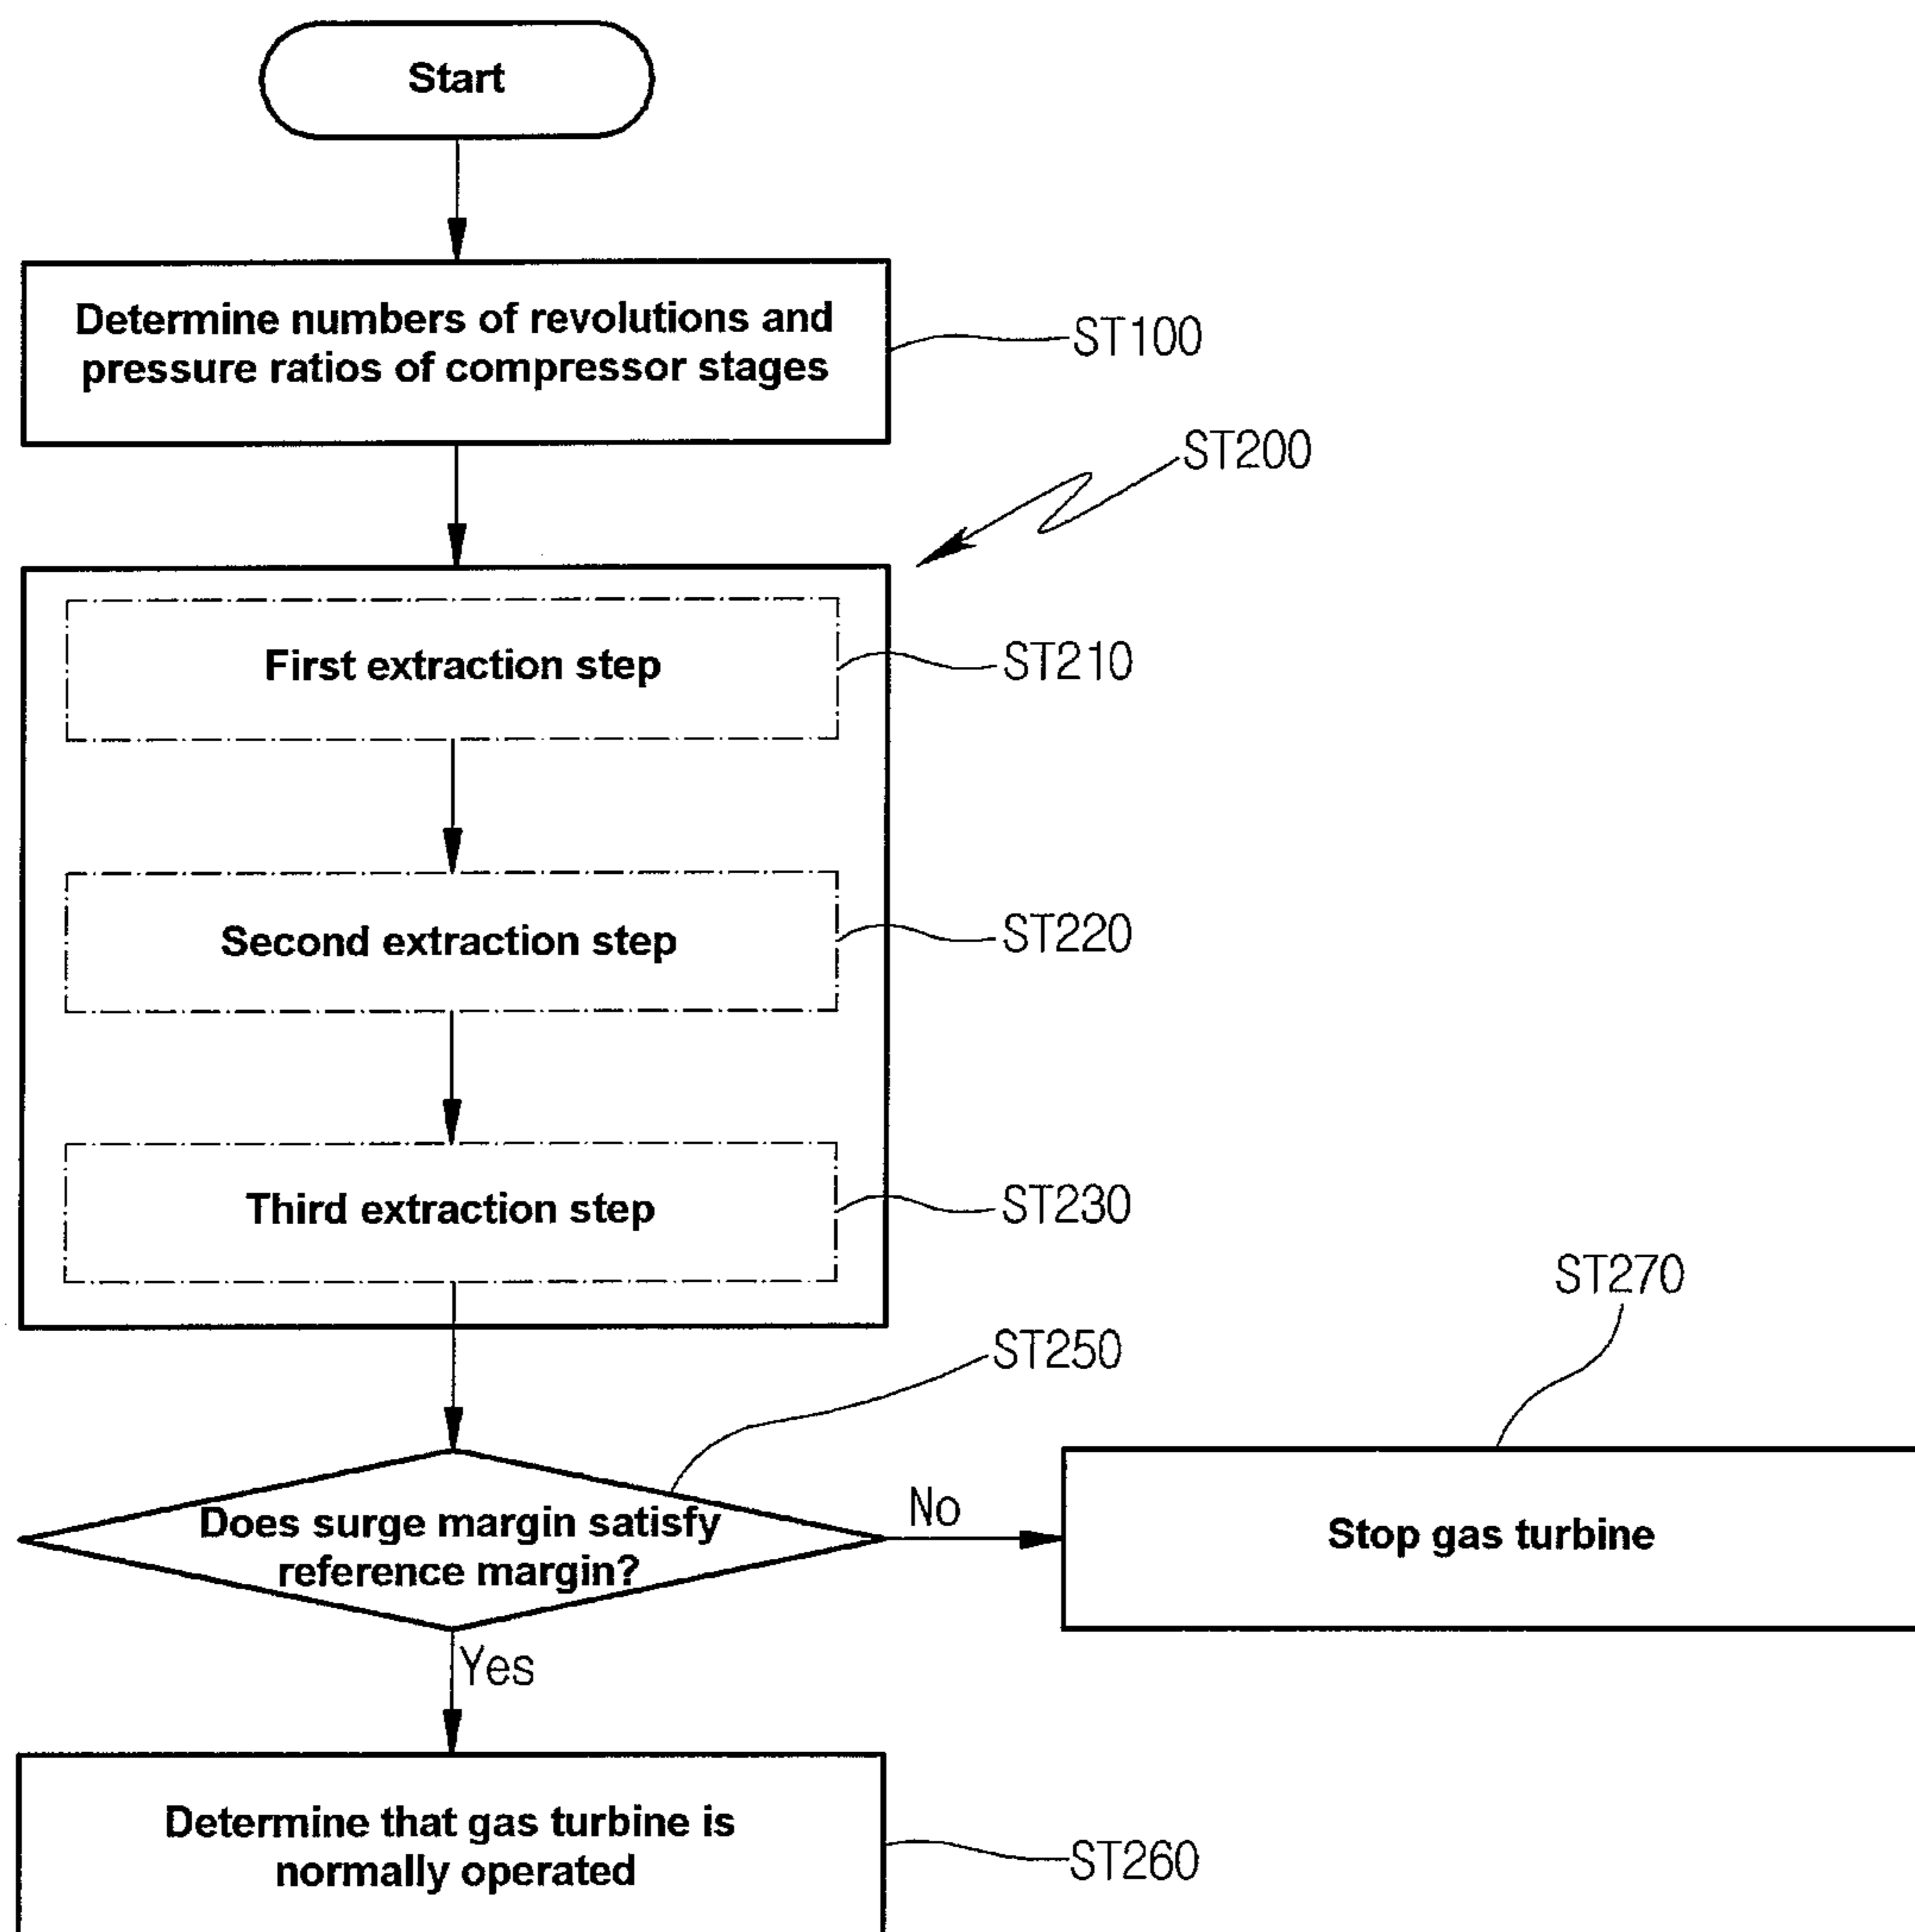 Start
Determine numbers of revolutions and
pressure ratios of compressor stages
ST100
ST200
First extraction step
ST210
Second extraction step
ST220
Third extraction step
ST230
ST270
ST250
Does surge margin satisfy
reference margin?
No
Stop gas turbine
Yes
Determine that gas turbine is
normally operated
ST260